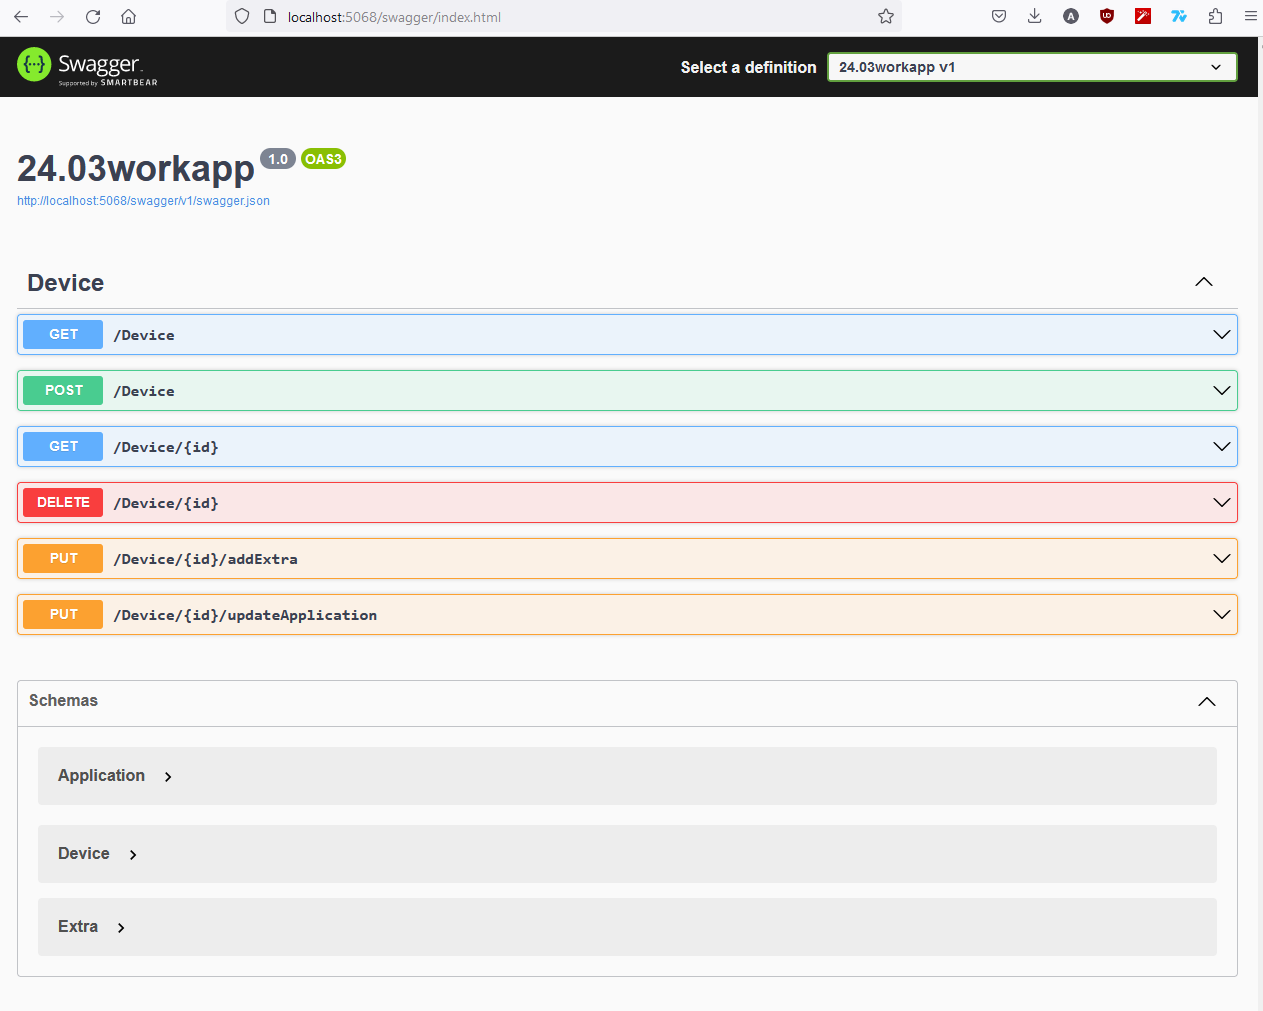 localhost:5068/swagger/index.html
Swagger
Supported by SMARTBEAR
Select a definition
24.03workapp v1
24.03workapp 1.0 OAS3
http://localhost:5068/swagger/v1/swagger.json
Device
GET /Device
POST /Device
GET /Device/{id}
DELETE /Device/{id}
PUT /Device/{id}/addExtra
PUT /Device/{id}/updateApplication
Schemas
Application
Device
Extra